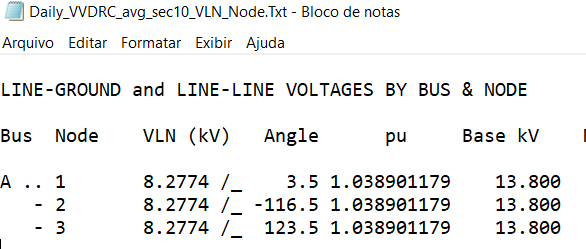 Daily_VVDRC_avg_sec10_VLN_Node.Txt - Bloco de notas
Arquivo Editar Formatar Exibir Ajuda
LINE-GROUND and LINE-LINE VOLTAGES BY BUS & NODE
Bus Node VLN (kV) Angle pu Base kV
A .. 1 8.2774 /_ 3.5 1.038901179 13.800
- 2 8.2774 /_ -116.5 1.038901179 13.800
- 3 8.2774 /_ 123.5 1.038901179 13.800